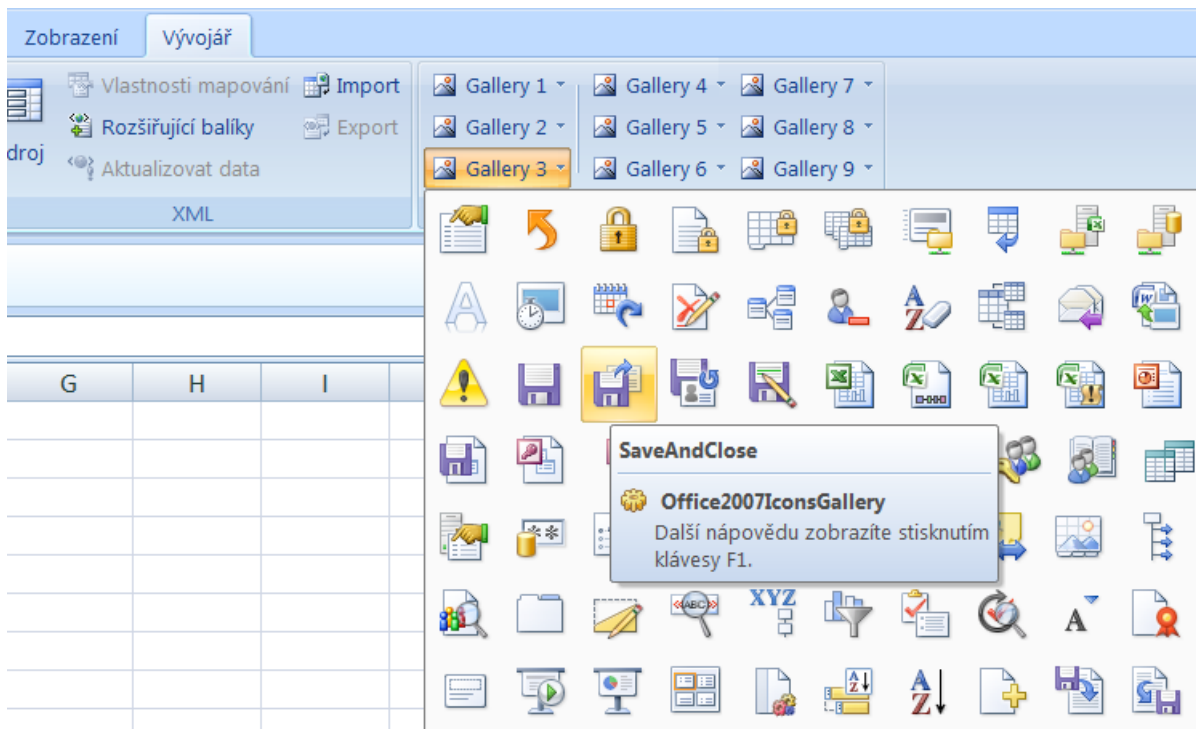 Zobrazení Vývojář
Vlastnosti mapování Import
Rozšiřující balíky Export
droj
Aktualizovat data
XML
Gallery 1 Gallery 4 Gallery 7
Gallery 2 Gallery 5 Gallery 8
Gallery 3 Gallery 6 Gallery 9
G H I
SaveAndClose
Office2007IconsGallery
Další nápovědu zobrazíte stisknutím
klávesy F1.
XYZ